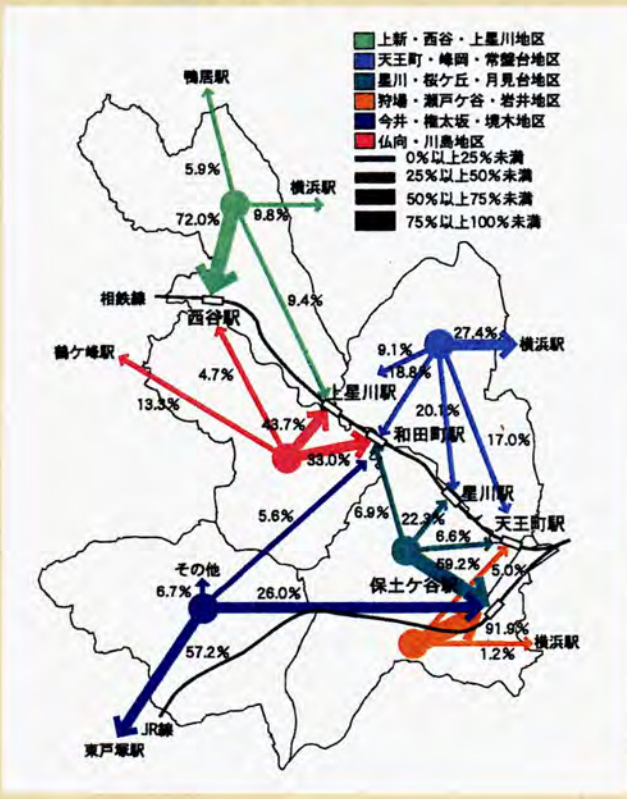 上新・西谷・上星川地区
天王町・峰岡・常盤台地区
星川・桜ケ丘・月見台地区
狩場・瀬戸ケ谷・岩井地区
今井・権太坂・境木地区
仏向・川島地区
0%以上25%未満
25%以上50%未満
50%以上75%未満
75%以上100%未満
鴨居駅
5.9%
横浜駅
9.8%
72.0%
9.4%
相鉄線
西谷駅
鶴ケ峰駅
4.7%
13.3%
43.7%
33.0%
上星川駅
和田町駅
27.4%
横浜駅
9.1%
18.8%
20.1%
17.0%
星川駅
天王町駅
5.6%
6.9%
22.3%
6.6%
59.2%
5.0%
保土ケ谷駅
その他
6.7%
26.0%
57.2%
91.9%
横浜駅
1.2%
JR線
東戸塚駅